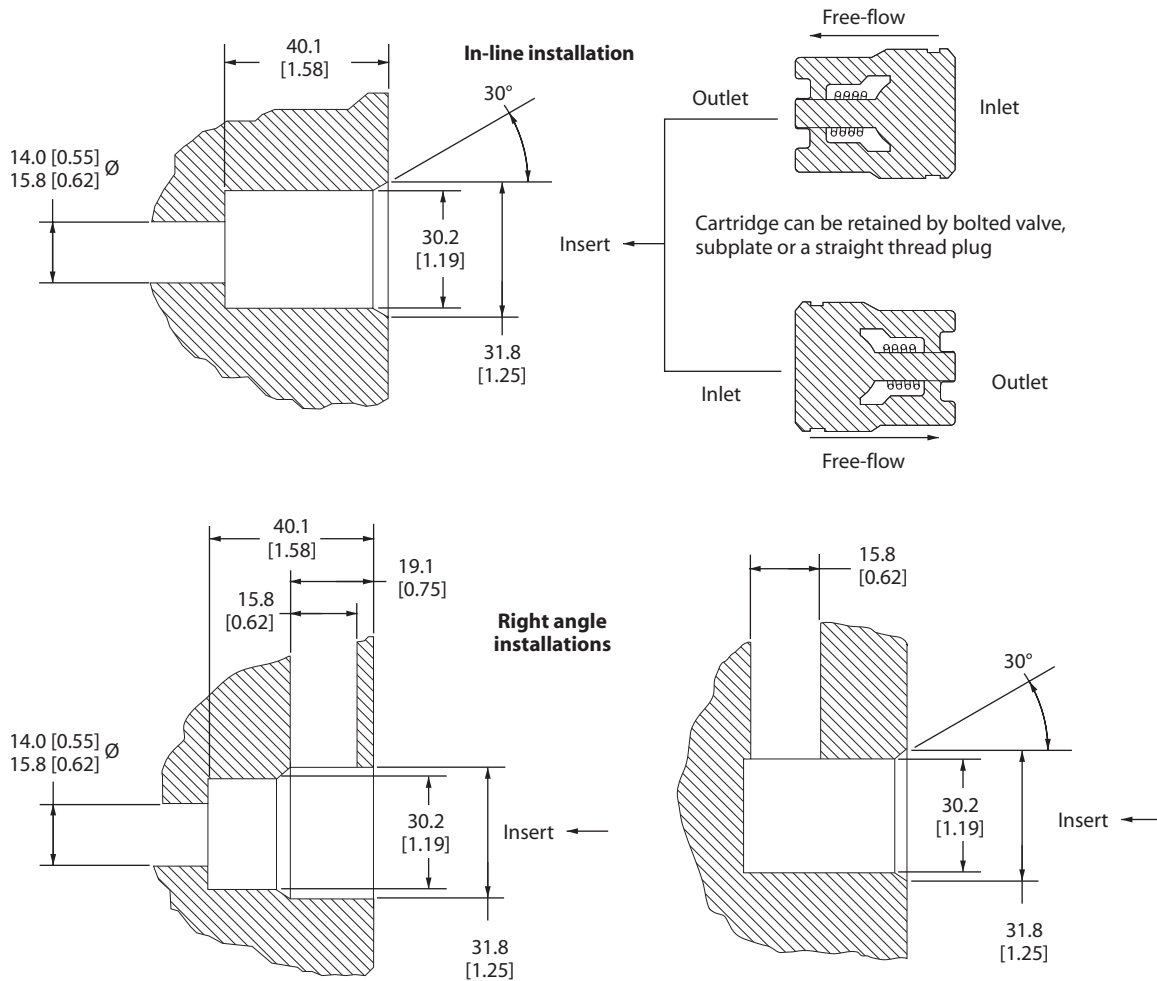 40.1
[1.58]
In-line installation
30°
14.0 [0.55]
15.8 [0.62] Ø
30.2
[1.19]
31.8
[1.25]
Insert
Free-flow
Outlet
Inlet
Cartridge can be retained by bolted valve,
subplate or a straight thread plug
Inlet
Outlet
Free-flow
40.1
[1.58]
19.1
[0.75]
15.8
[0.62]
Right angle
installations
14.0 [0.55]
15.8 [0.62] Ø
30.2
[1.19]
Insert
31.8
[1.25]
15.8
[0.62]
30°
30.2
[1.19]
Insert
31.8
[1.25]